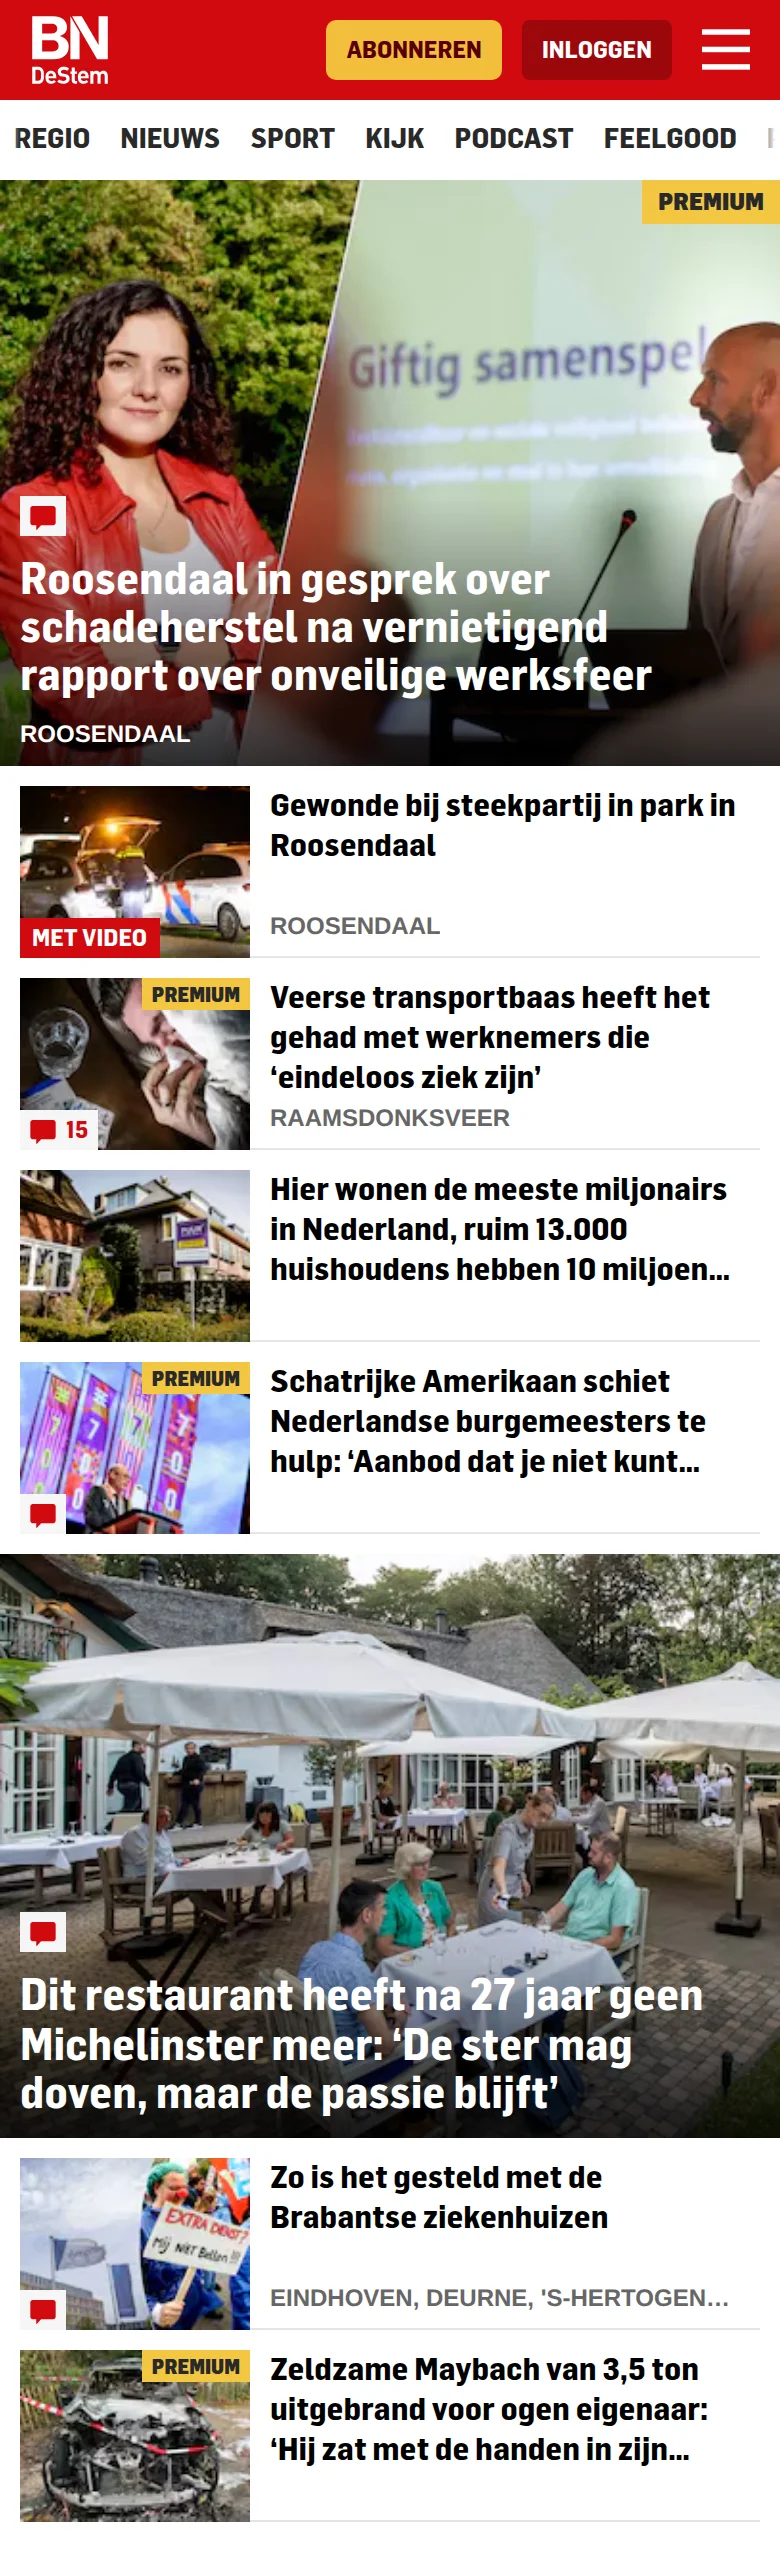 BN
DeStem
ABONNEREN
INLOGGEN
REGIO NIEUWS SPORT KIJK PODCAST FEELGOOD
PREMIUM
Giftig samenspel
Roosendaal in gesprek over
schadeherstel na vernietigend
rapport over onveilige werksfeer
ROOSENDAAL
MET VIDEO
Gewonde bij steekpartij in park in
Roosendaal
ROOSENDAAL
PREMIUM
15
Veerse transportbaas heeft het
gehad met werknemers die
‘eindeloos ziek zijn’
RAAMSDONKSVEER
Hier wonen de meeste miljonairs
in Nederland, ruim 13.000
huishoudens hebben 10 miljoen...
PREMIUM
700
700
Schatrijke Amerikaan schiet
Nederlandse burgemeesters te
hulp: ‘Aanbod dat je niet kunt...
Dit restaurant heeft na 27 jaar geen
Michelinster meer: ‘De ster mag
doven, maar de passie blijft’
EXTRA DIENST?
Mij NIET Bellen !!!
Zo is het gesteld met de
Brabantse ziekenhuizen
EINDHOVEN, DEURNE, 'S-HERTOGEN...
PREMIUM
Zeldzame Maybach van 3,5 ton
uitgebrand voor ogen eigenaar:
‘Hij zat met de handen in zijn...